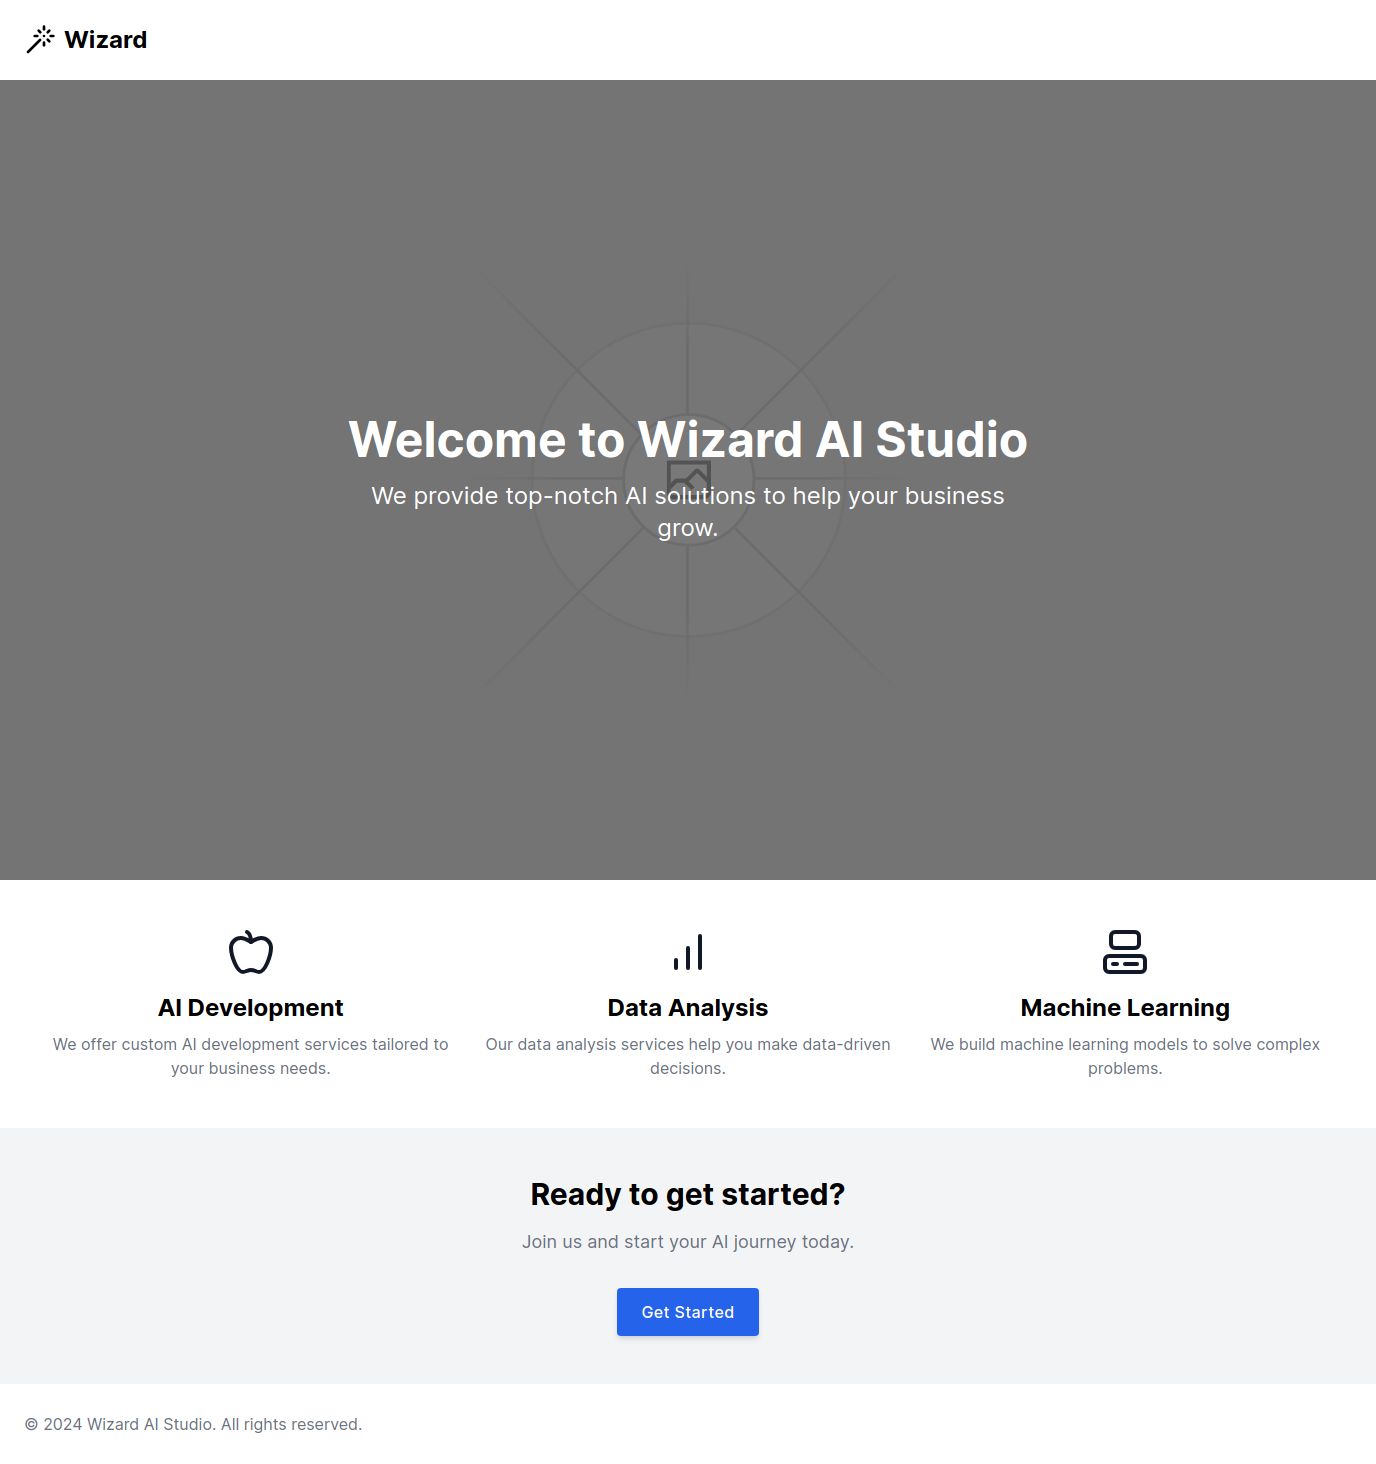 Wizard
Welcome to Wizard AI Studio
We provide top-notch AI solutions to help your business
grow.
AI Development
We offer custom AI development services tailored to
your business needs.
Data Analysis
Our data analysis services help you make data-driven
decisions.
Machine Learning
We build machine learning models to solve complex
problems.
Ready to get started?
Join us and start your AI journey today.
Get Started
© 2024 Wizard AI Studio. All rights reserved.